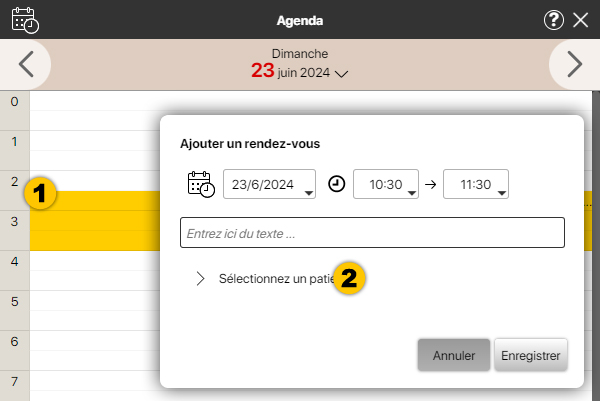 Agenda
?
Dimanche
23 juin 2024
0
1
2
3
4
5
6
7
1
Ajouter un rendez-vous
23/6/2024 10:30 → 11:30
Entrez ici du texte ...
Sélectionnez un patie
2
Annuler Enregistrer